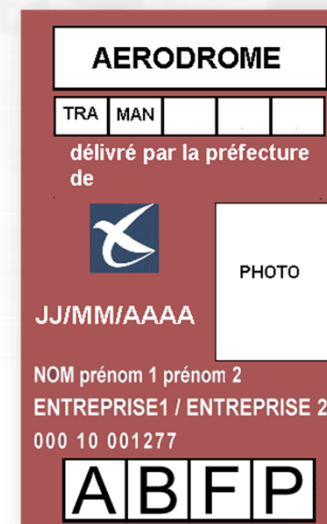 AERODROME
TRA MAN
délivré par la préfecture
de
PHOTO
JJ/MM/AAAA
NOM prénom 1 prénom 2
ENTREPRISE1 / ENTREPRISE 2
000 10 001277
A B F P